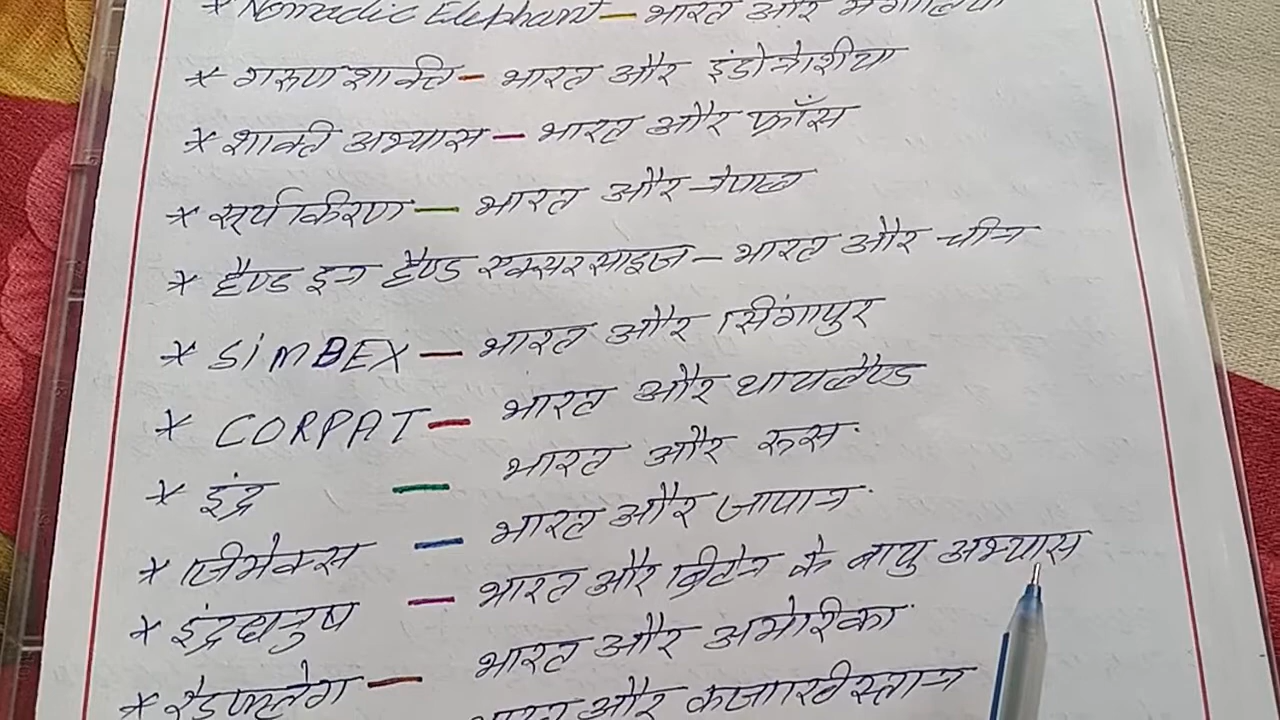 * Nomadic Elephant – भारत और मंगोलिया
* गरुण शक्ति – भारत और इंडोनेशीया
* शक्ति अभ्यास – भारत और फ्राँस
* सूर्य किरण – भारत और नेपाल
* हैण्ड इन हैण्ड एक्सरसाइज – भारत और चीन
* SiMBEX – भारत और सिंगापुर
* CORPAT – भारत और थायलैण्ड
* इंद्र – भारत और रूस
* जीमेक्स – भारत और जापान
* इंद्रधनुष – भारत और ब्रिटेन के वायु अभ्यास
* रैडफ्लैग – भारत और अमेरिका
भारत और कजाखिस्तान